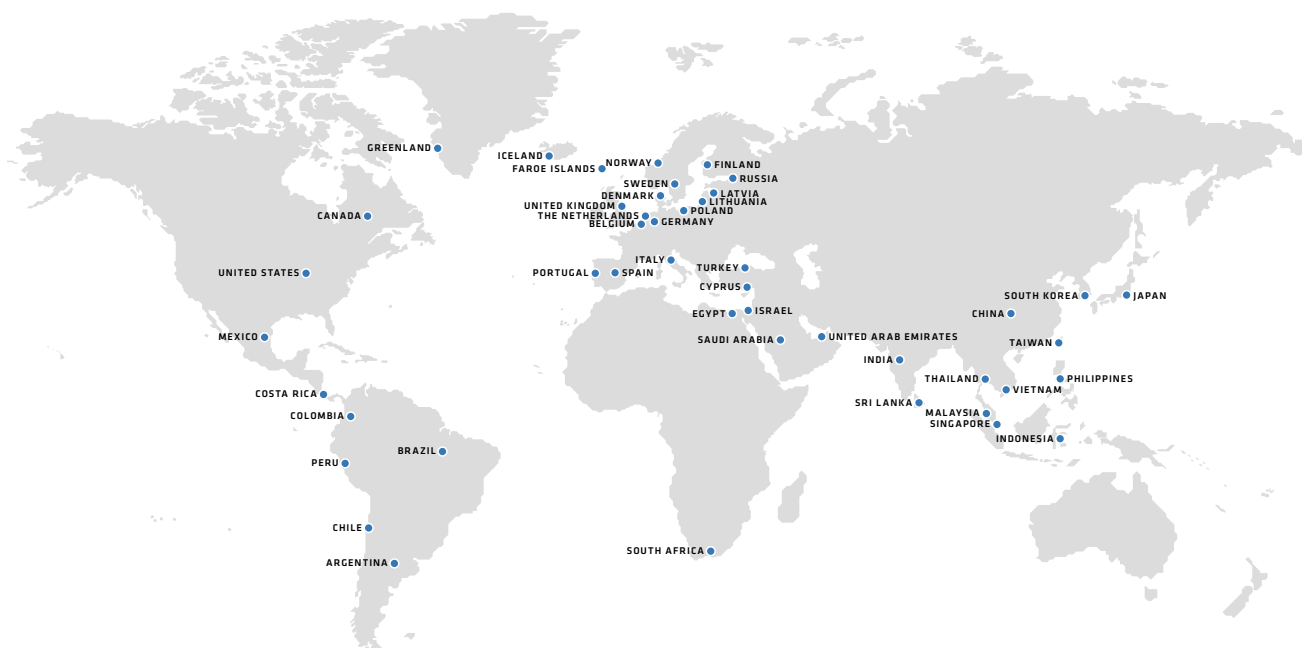 GREENLAND
ICELAND
FAROE ISLANDS
NORWAY
FINLAND
RUSSIA
SWEDEN
DENMARK
LATVIA
LITHUANIA
UNITED KINGDOM
POLAND
THE NETHERLANDS
BELGIUM
GERMANY
CANADA
UNITED STATES
PORTUGAL
SPAIN
ITALY
TURKEY
CYPRUS
EGYPT
ISRAEL
SOUTH KOREA
JAPAN
CHINA
MEXICO
SAUDI ARABIA
UNITED ARAB EMIRATES
TAIWAN
INDIA
THAILAND
PHILIPPINES
VIETNAM
COSTA RICA
SRI LANKA
COLOMBIA
MALAYSIA
SINGAPORE
INDONESIA
BRAZIL
PERU
CHILE
SOUTH AFRICA
ARGENTINA